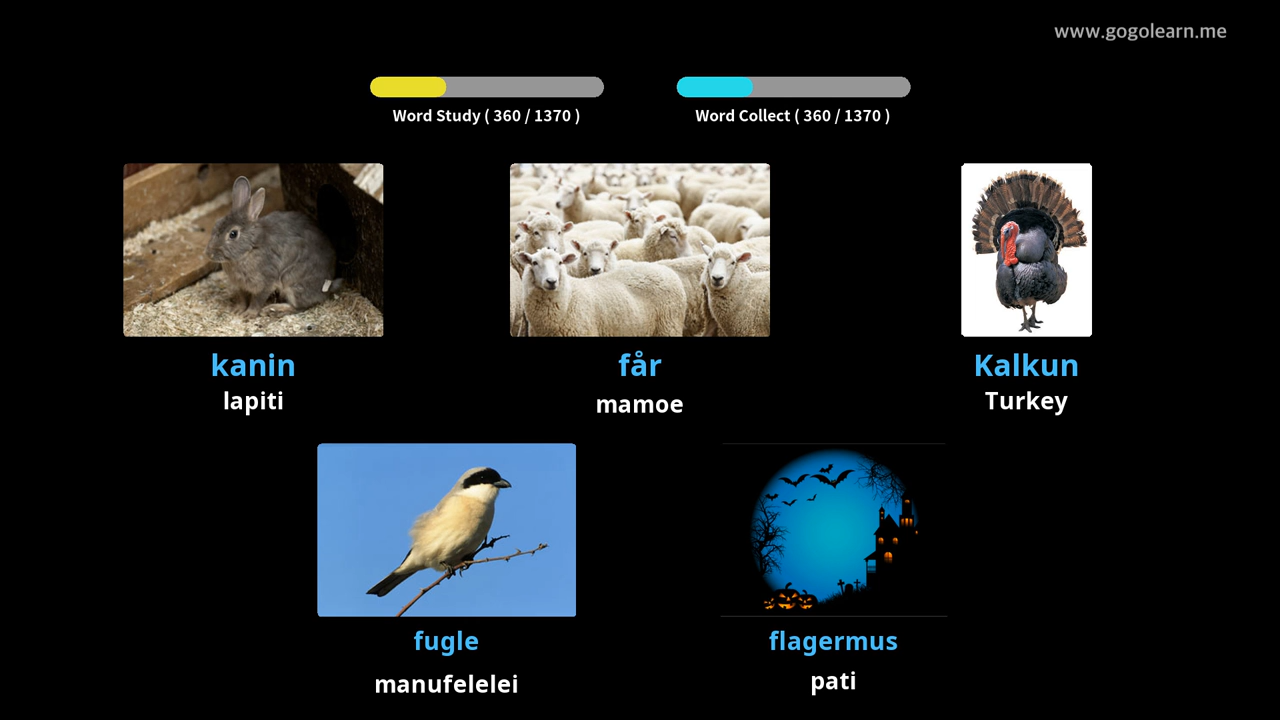 www.gogolearn.me
Word Study ( 360 / 1370 )
Word Collect ( 360 / 1370 )
kanin
lapiti
får
mamoe
Kalkun
Turkey
fugle
manufelelei
flagermus
pati